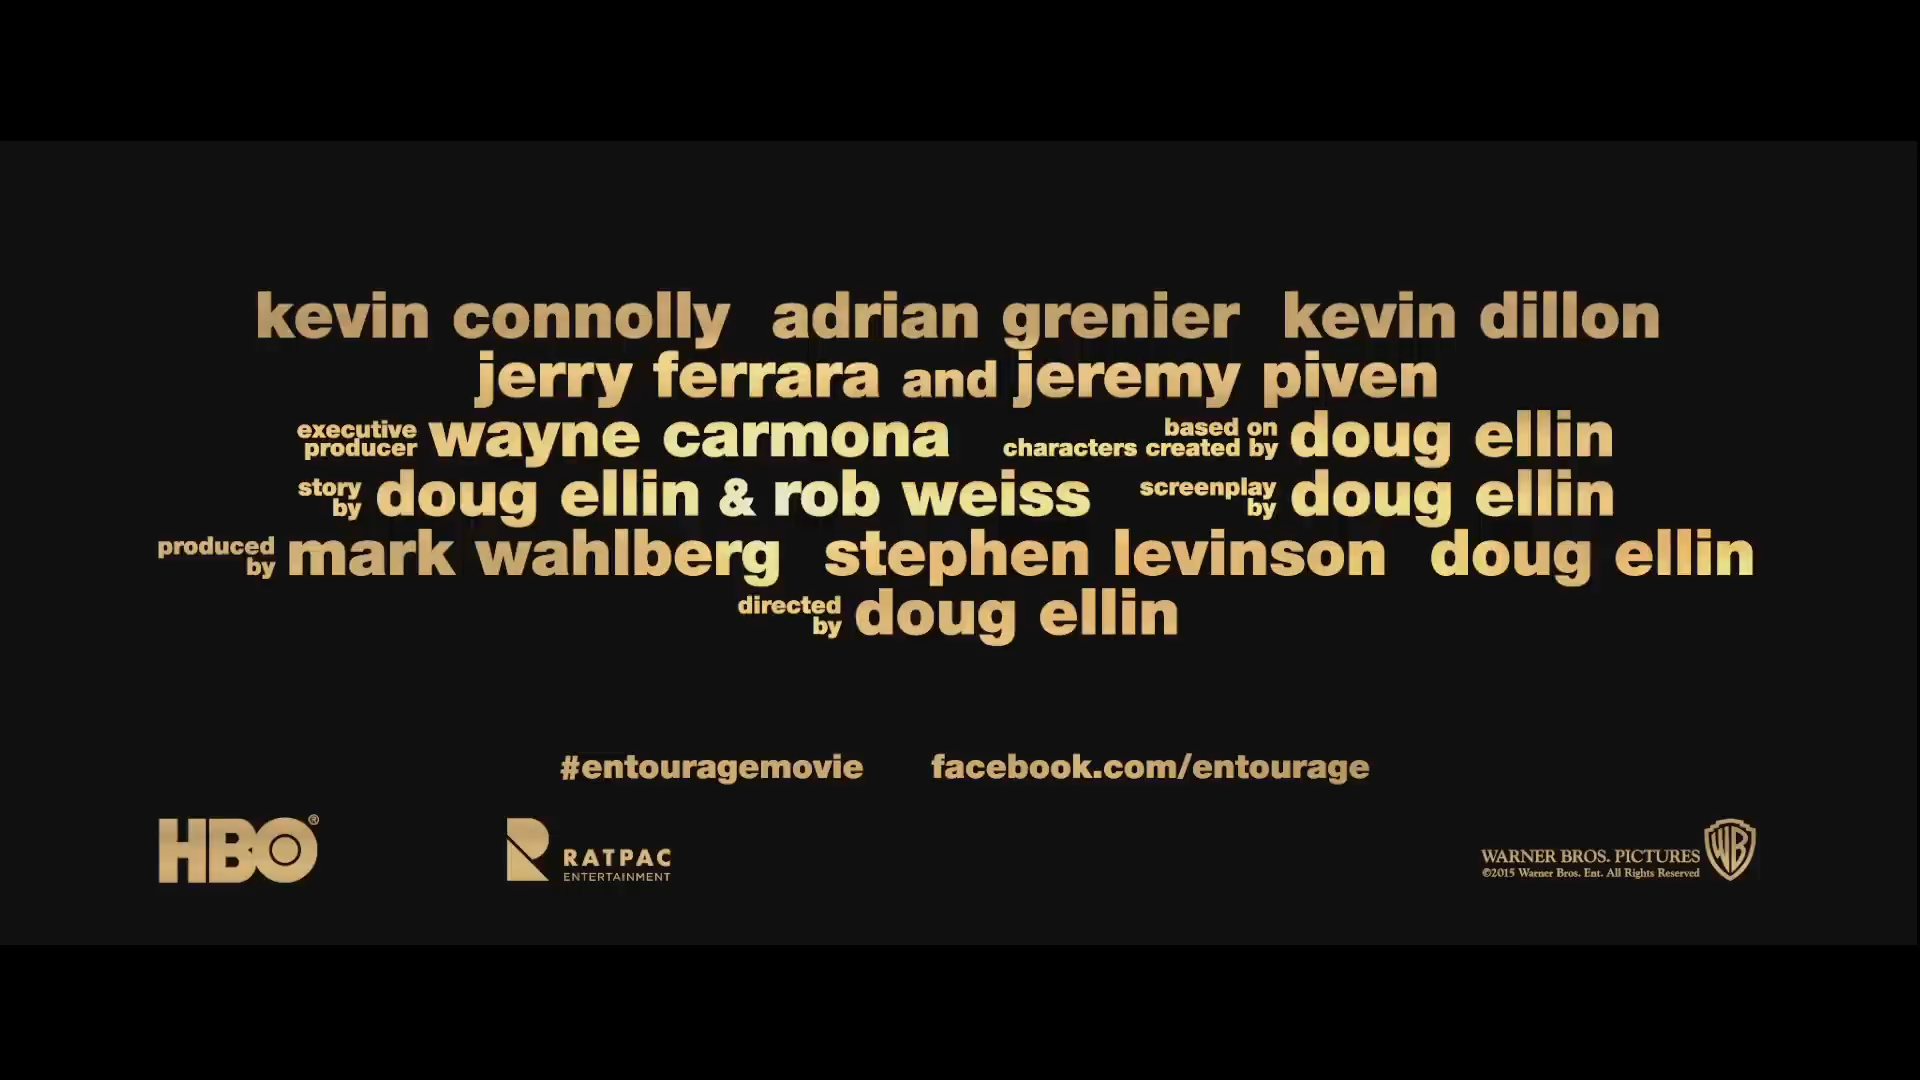 kevin connolly adrian grenier kevin dillon
jerry ferrara and jeremy piven
executive producer wayne carmona based on characters created by doug ellin
story by doug ellin & rob weiss screenplay by doug ellin
produced by mark wahlberg stephen levinson doug ellin
directed by doug ellin
#entouragemovie facebook.com/entourage
HBO®
RATPAC
ENTERTAINMENT
WARNER BROS. PICTURES
©2015 Warner Bros. Ent. All Rights Reserved
WB